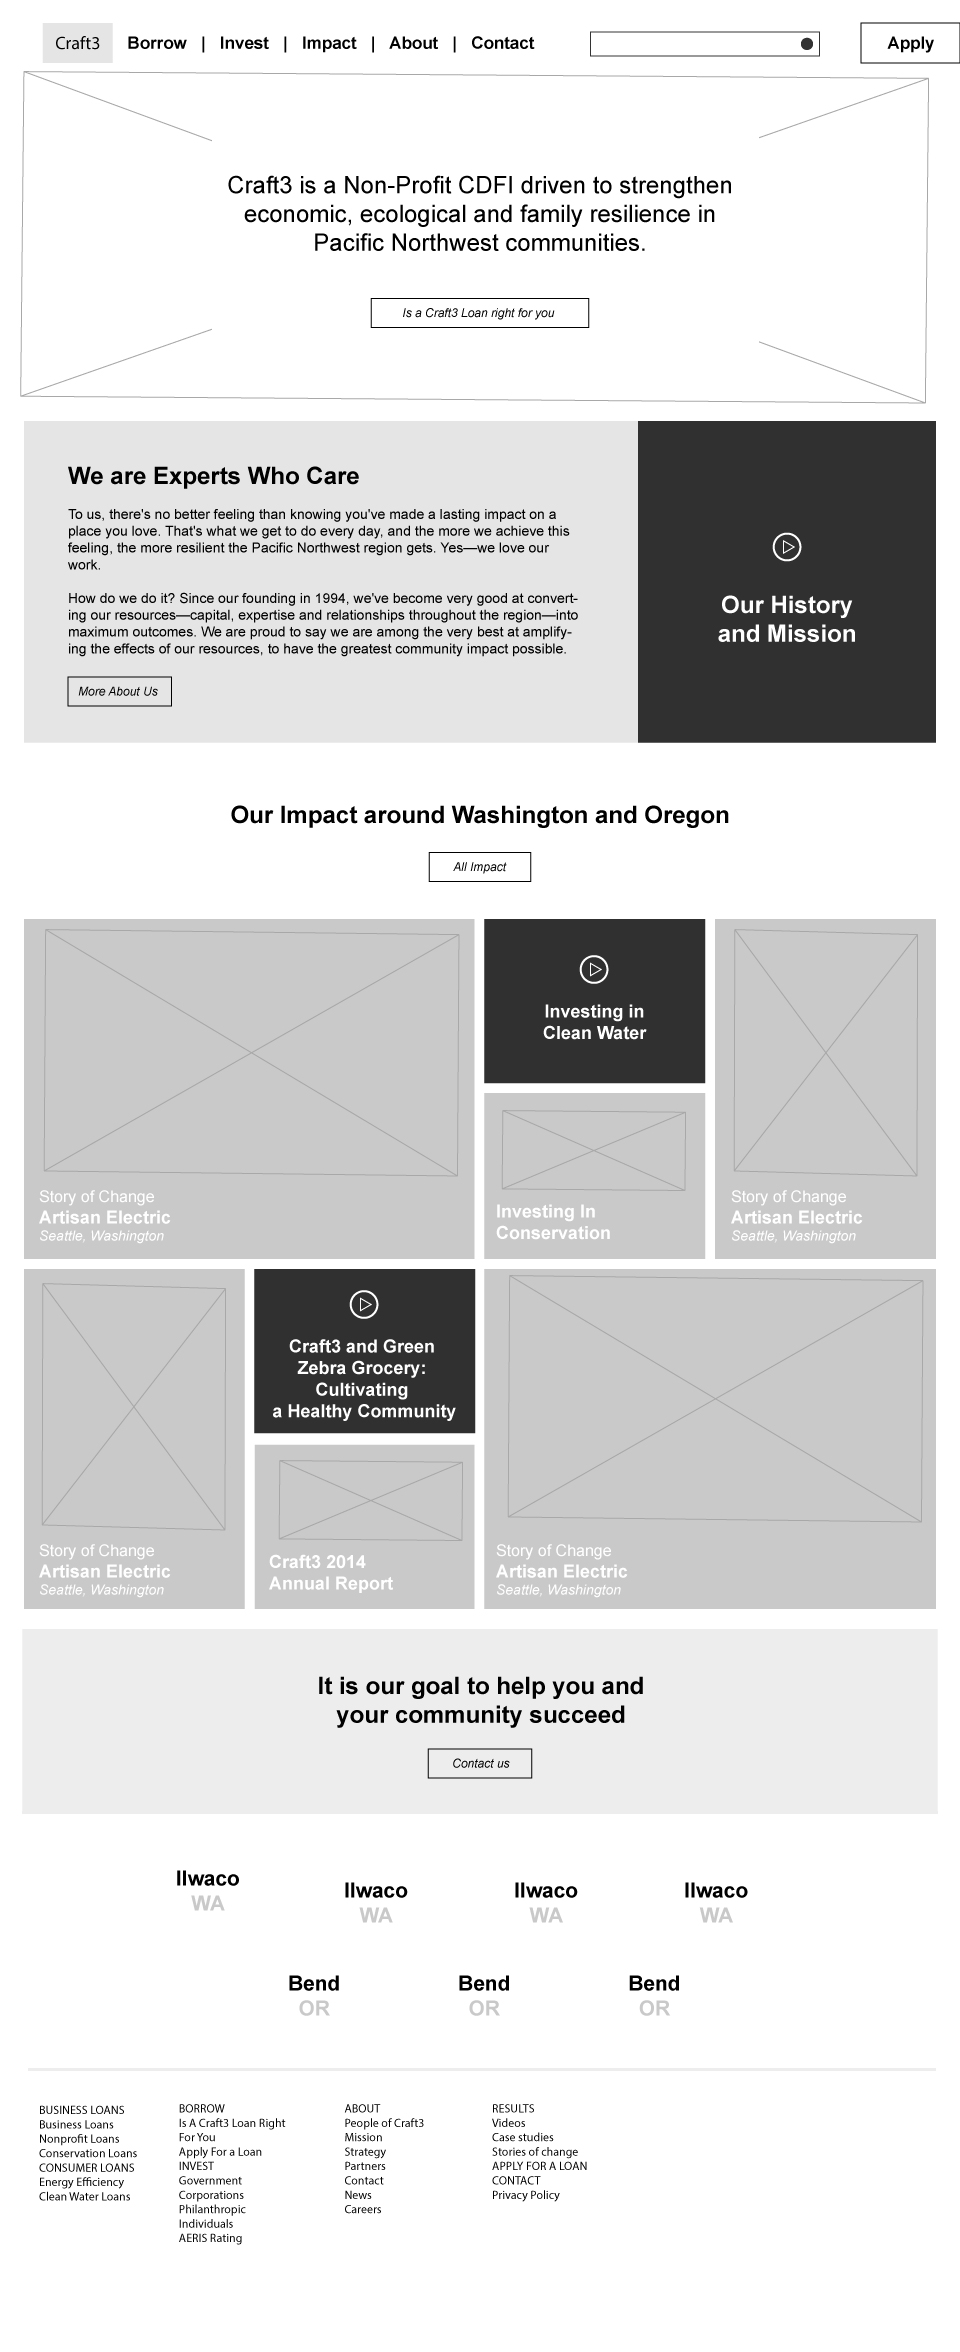 Craft3 Borrow | Invest | Impact | About | Contact Apply
Craft3 is a Non-Profit CDFI driven to strengthen
economic, ecological and family resilience in
Pacific Northwest communities.
Is a Craft3 Loan right for you
We are Experts Who Care
To us, there's no better feeling than knowing you've made a lasting impact on a
place you love. That's what we get to do every day, and the more we achieve this
feeling, the more resilient the Pacific Northwest region gets. Yes—we love our
work.
How do we do it? Since our founding in 1994, we've become very good at convert-
ing our resources—capital, expertise and relationships throughout the region—into
maximum outcomes. We are proud to say we are among the very best at amplify-
ing the effects of our resources, to have the greatest community impact possible.
More About Us
Our History
and Mission
Our Impact around Washington and Oregon
All Impact
Story of Change
Artisan Electric
Seattle, Washington
Investing in
Clean Water
Investing In
Conservation
Story of Change
Artisan Electric
Seattle, Washington
Story of Change
Artisan Electric
Seattle, Washington
Craft3 and Green
Zebra Grocery:
Cultivating
a Healthy Community
Craft3 2014
Annual Report
Story of Change
Artisan Electric
Seattle, Washington
It is our goal to help you and
your community succeed
Contact us
Ilwaco
WA
Ilwaco
WA
Ilwaco
WA
Ilwaco
WA
Bend
OR
Bend
OR
Bend
OR
BUSINESS LOANS
Business Loans
Nonprofit Loans
Conservation Loans
CONSUMER LOANS
Energy Efficiency
Clean Water Loans
BORROW
Is A Craft3 Loan Right
For You
Apply For a Loan
INVEST
Government
Corporations
Philanthropic
Individuals
AERIS Rating
ABOUT
People of Craft3
Mission
Strategy
Partners
Contact
News
Careers
RESULTS
Videos
Case studies
Stories of change
APPLY FOR A LOAN
CONTACT
Privacy Policy